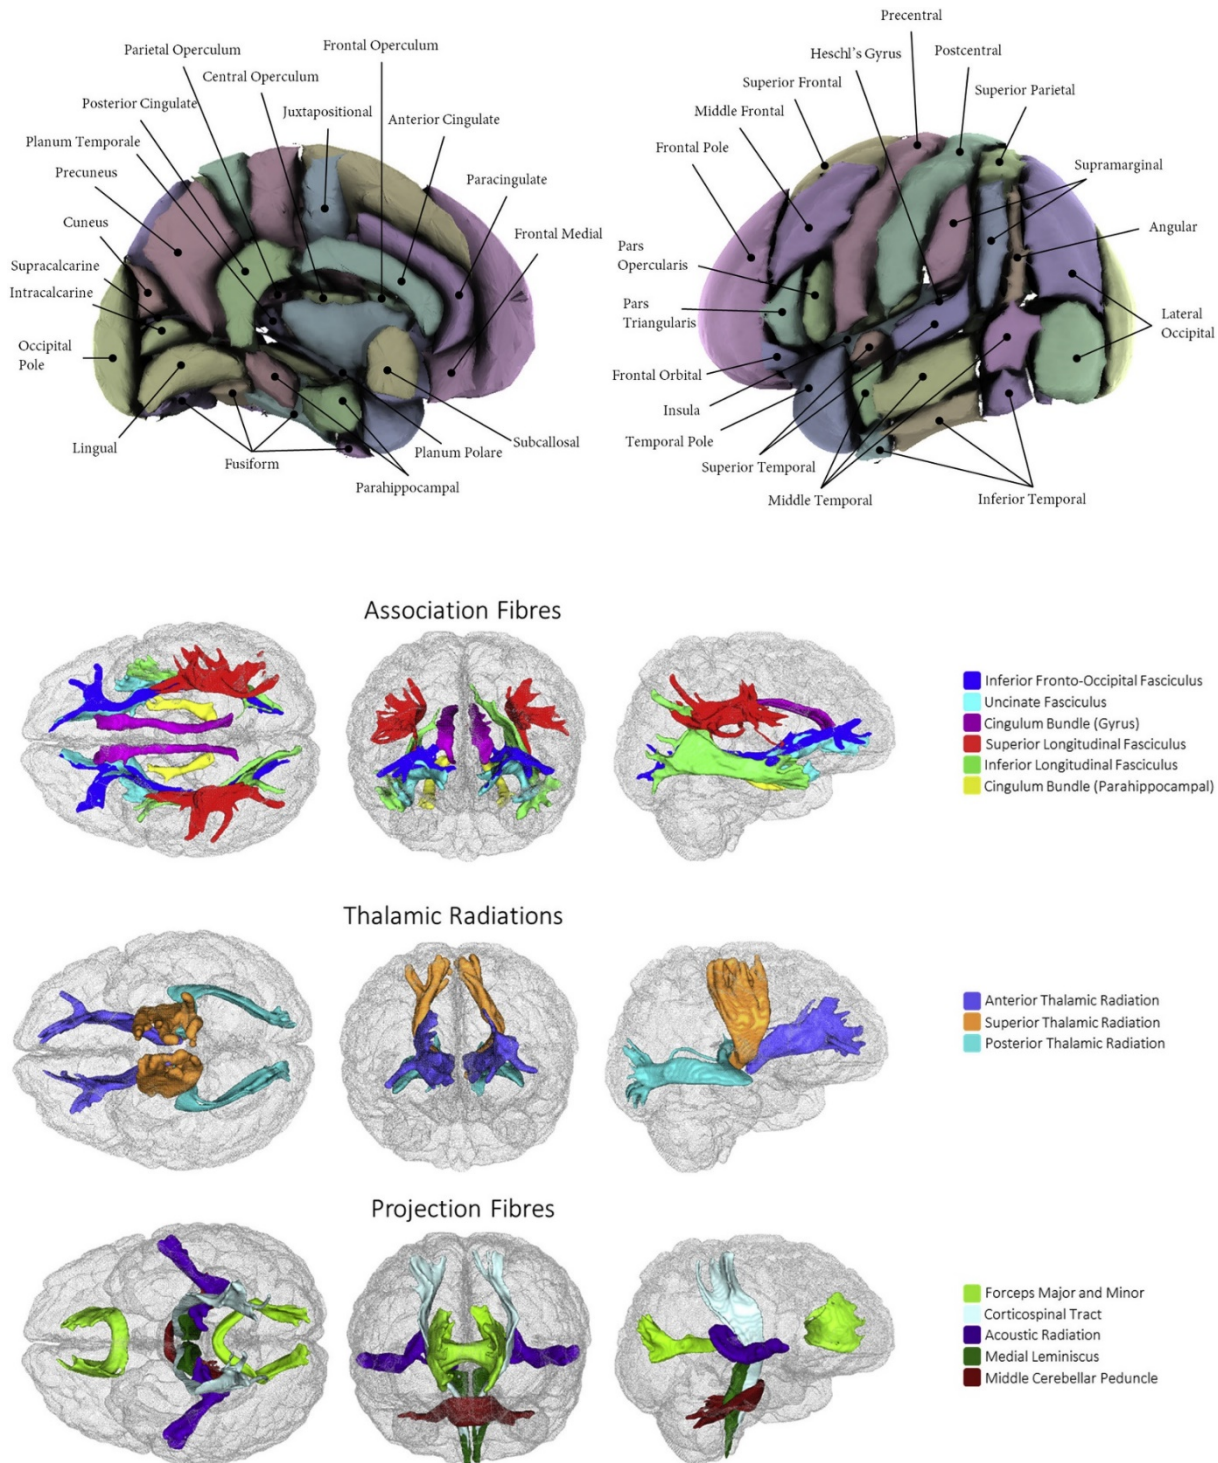 Parietal Operculum
Frontal Operculum
Central Operculum
Posterior Cingulate
Juxtapositional
Anterior Cingulate
Planum Temporale
Precuneus
Paracingulate
Cuneus
Frontal Medial
Supracalcarine
Intracalcarine
Occipital
Pole
Lingual
Fusiform
Parahippocampal
Planum Polare
Subcallosal
Precentral
Heschl's Gyrus
Postcentral
Superior Frontal
Superior Parietal
Middle Frontal
Frontal Pole
Supramarginal
Pars
Opercularis
Angular
Pars
Triangularis
Lateral
Occipital
Frontal Orbital
Insula
Temporal Pole
Superior Temporal
Middle Temporal
Inferior Temporal
Association Fibres
Inferior Fronto-Occipital Fasciculus
Uncinate Fasciculus
Cingulum Bundle (Gyrus)
Superior Longitudinal Fasciculus
Inferior Longitudinal Fasciculus
Cingulum Bundle (Parahippocampal)
Thalamic Radiations
Anterior Thalamic Radiation
Superior Thalamic Radiation
Posterior Thalamic Radiation
Projection Fibres
Forceps Major and Minor
Corticospinal Tract
Acoustic Radiation
Medial Leminiscus
Middle Cerebellar Peduncle